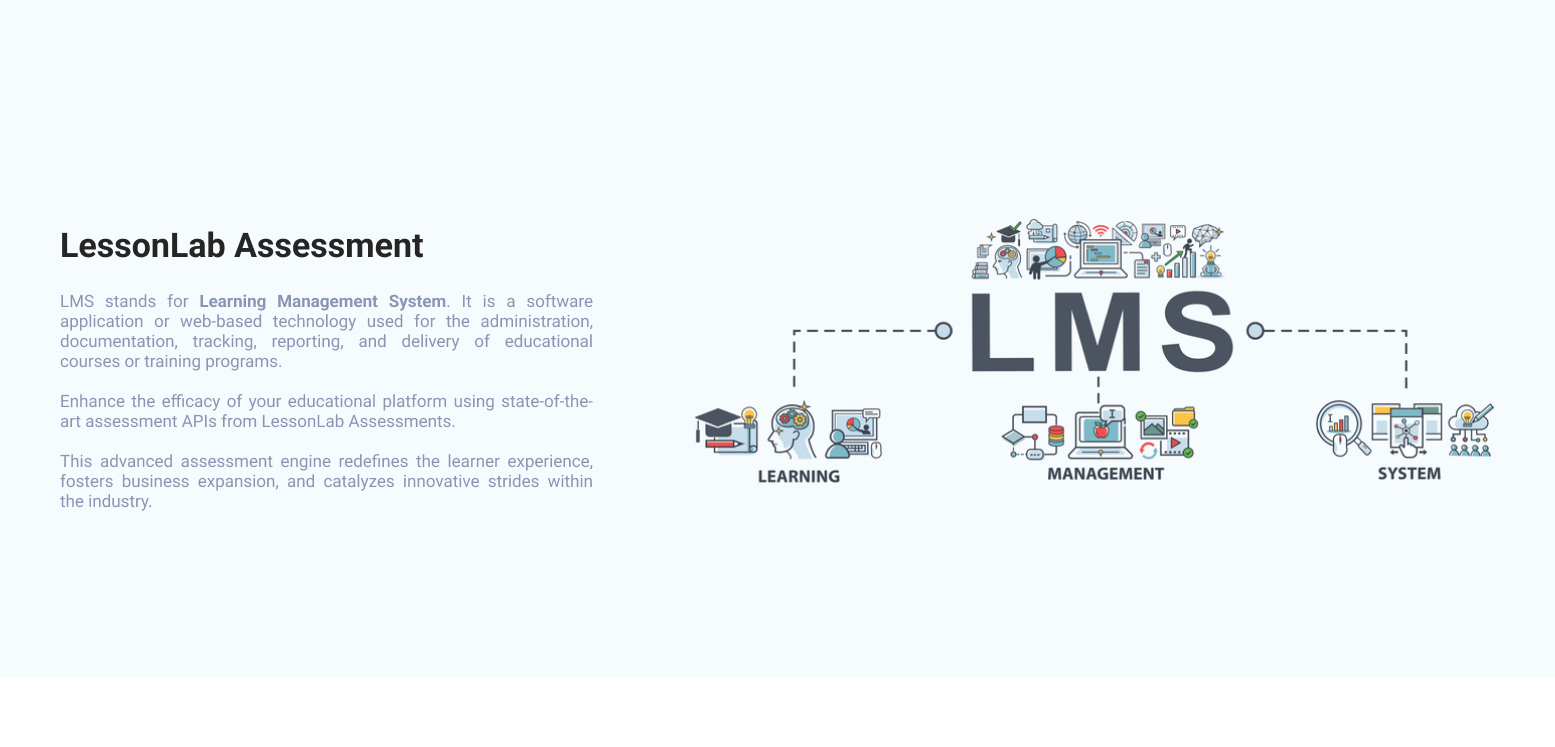 LessonLab Assessment
LMS stands for Learning Management System. It is a software
application or web-based technology used for the administration,
documentation, tracking, reporting, and delivery of educational
courses or training programs.
Enhance the efficacy of your educational platform using state-of-the-
art assessment APIs from LessonLab Assessments.
This advanced assessment engine redefines the learner experience,
fosters business expansion, and catalyzes innovative strides within
the industry.
LMS
LEARNING
MANAGEMENT
SYSTEM